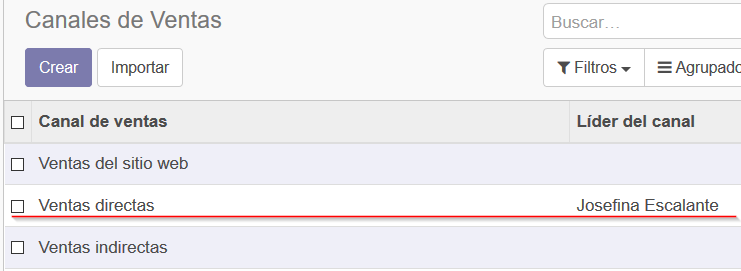 Canales de Ventas
Buscar...
Crear Importar
Filtros Agrupado
Canal de ventas Líder del canal
Ventas del sitio web
Ventas directas Josefina Escalante
Ventas indirectas